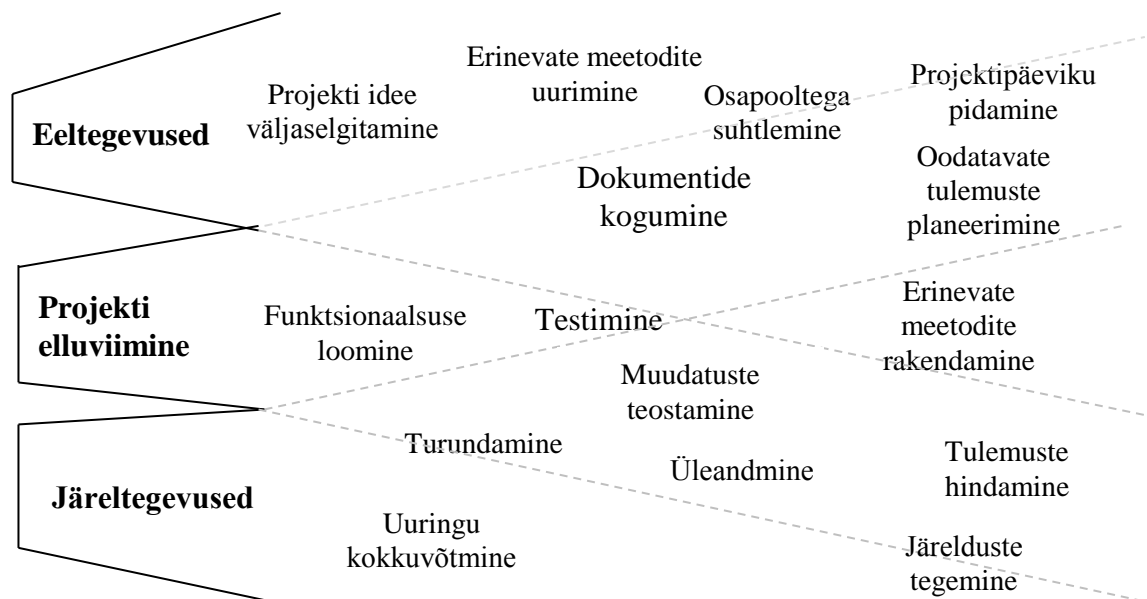 Eeltegevused
Projekti idee
väljaselgitamine
Erinevate meetodite
uurimine
Osapooltega
suhtlemine
Projektipäeviku
pidamine
Dokumentide
kogumine
Oodatavate
tulemuste
planeerimine
Projekti
elluviimine
Funktsionaalsuse
loomine
Testimine
Erinevate
meetodite
rakendamine
Muudatuste
teostamine
Järeltegevused
Turundamine
Üleandmine
Tulemuste
hindamine
Uuringu
kokkuvõtmine
Järelduste
tegemine